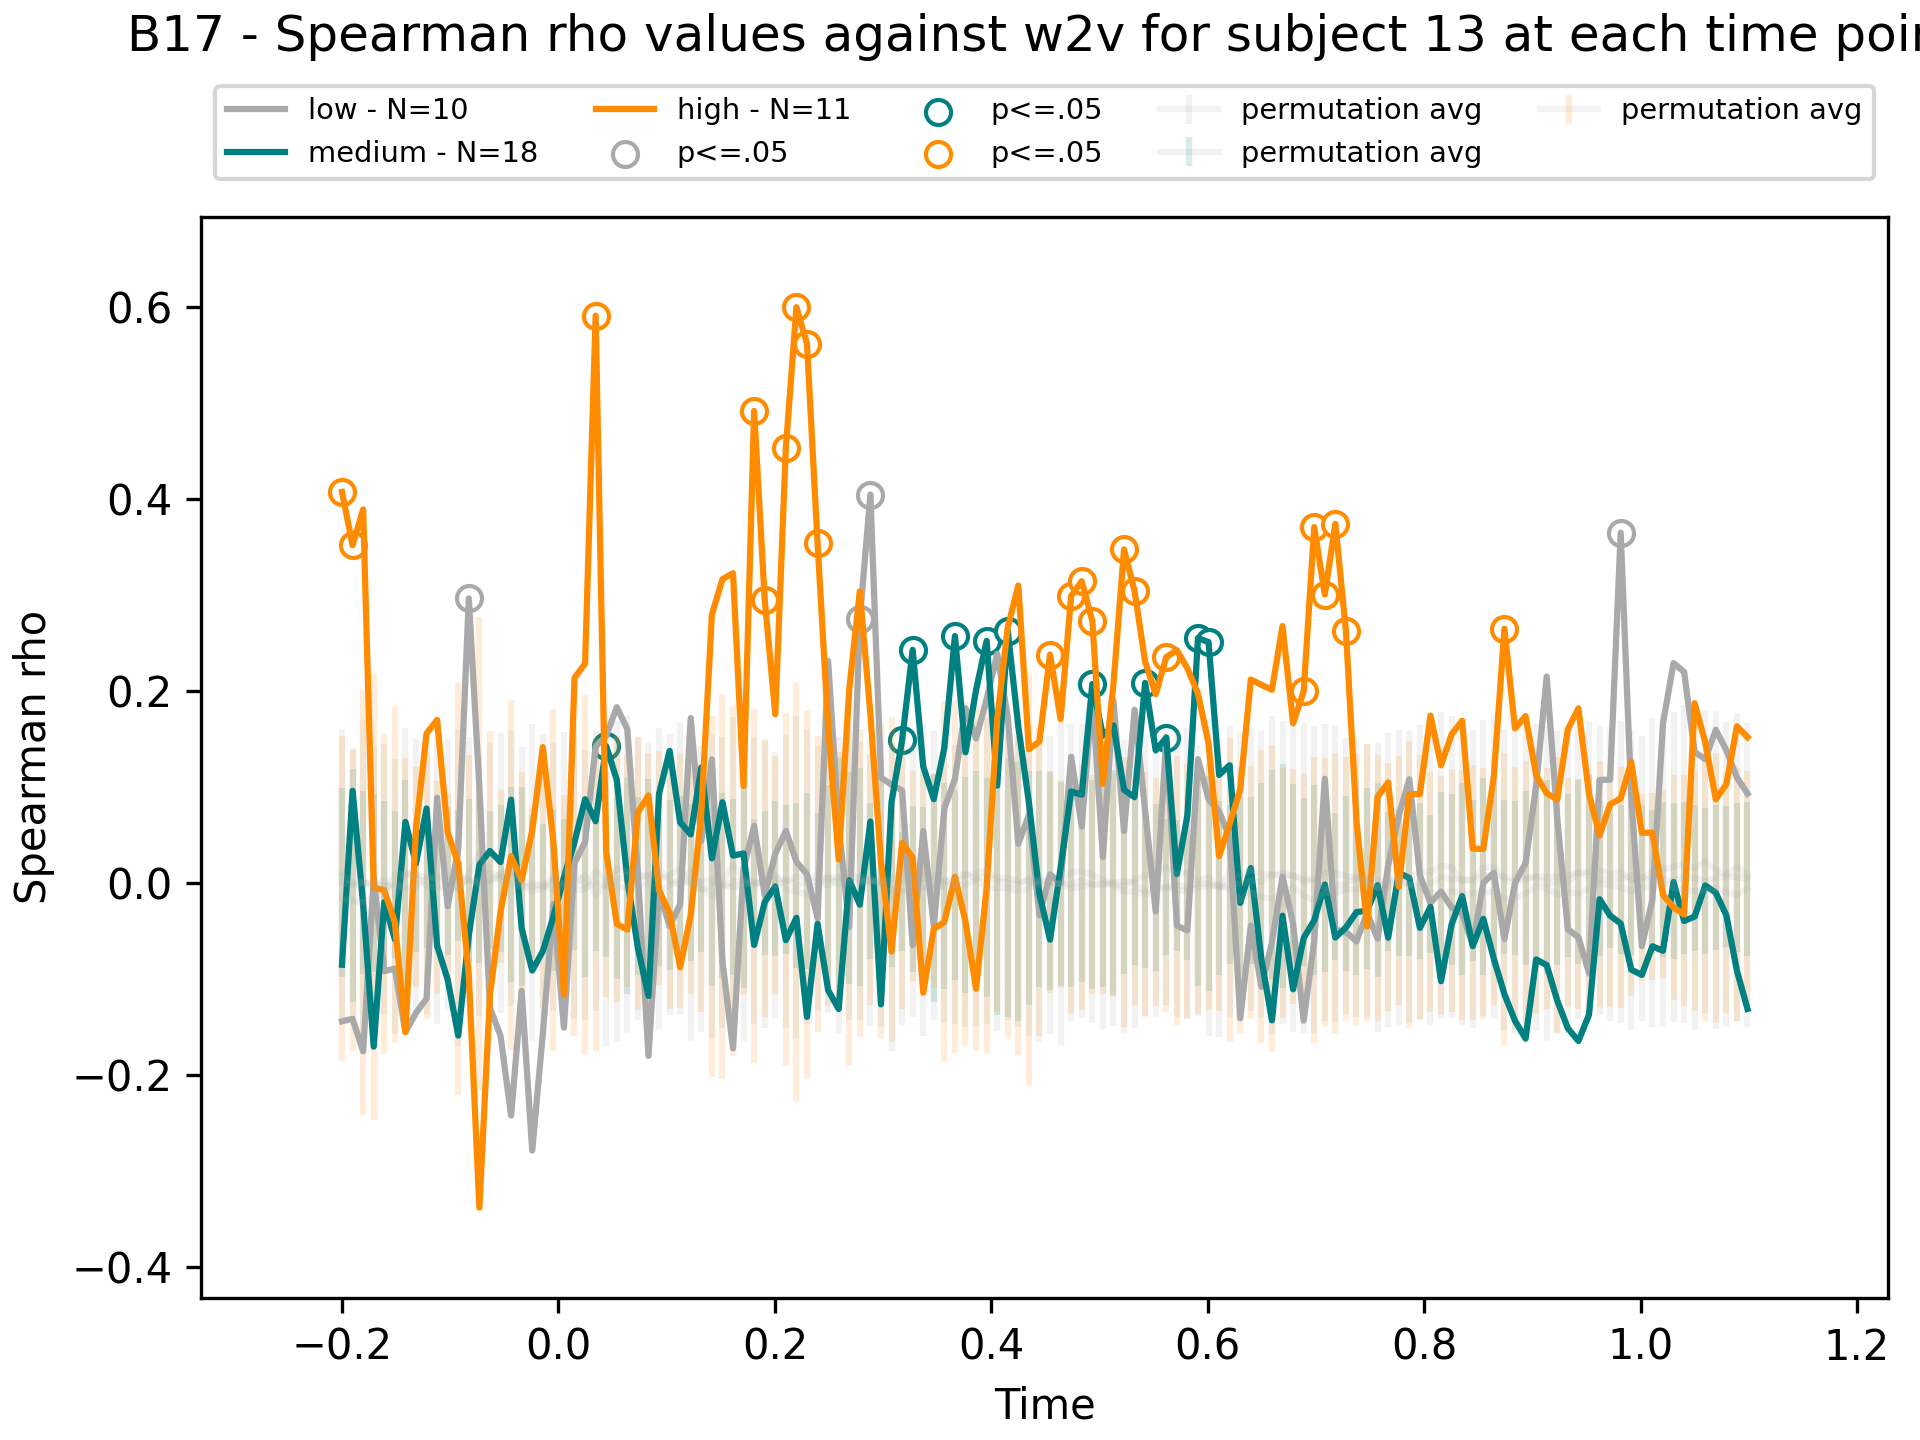 B17 - Spearman rho values against w2v for subject 13 at each time
low - N=10
medium - N=18
high - N=11
p<=.05
p<=.05
p<=.05
permutation avg
permutation avg
permutation avg
Spearman rho
0.6
0.4
0.2
0.0
−0.2
−0.4
−0.2
0.0
0.2
0.4
0.6
0.8
1.0
1.2
Time